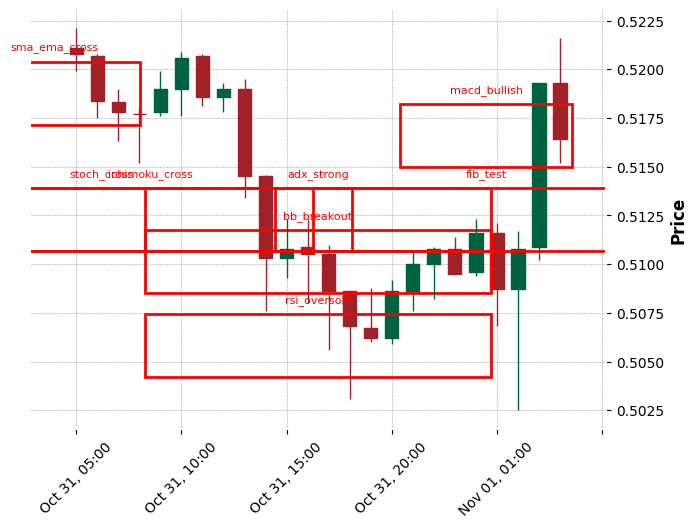 sma_ema_cross
macd_bullish
stoch_cross
ichimoku_cross
adx_strong
fib_test
bb_breakout
rsi_oversold
0.5225
0.5200
0.5175
0.5150
0.5125
0.5100
0.5075
0.5050
0.5025
Price
Oct 31, 05:00
Oct 31, 10:00
Oct 31, 15:00
Oct 31, 20:00
Nov 01, 01:00